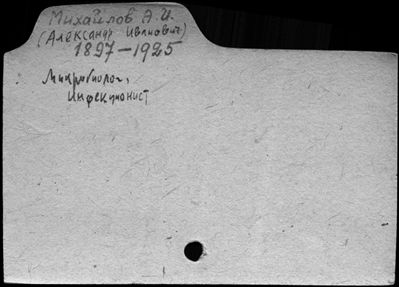 Михайлов А.И.
(Александр Иванович)
1897–1925
Микробиолог,
инфекционист